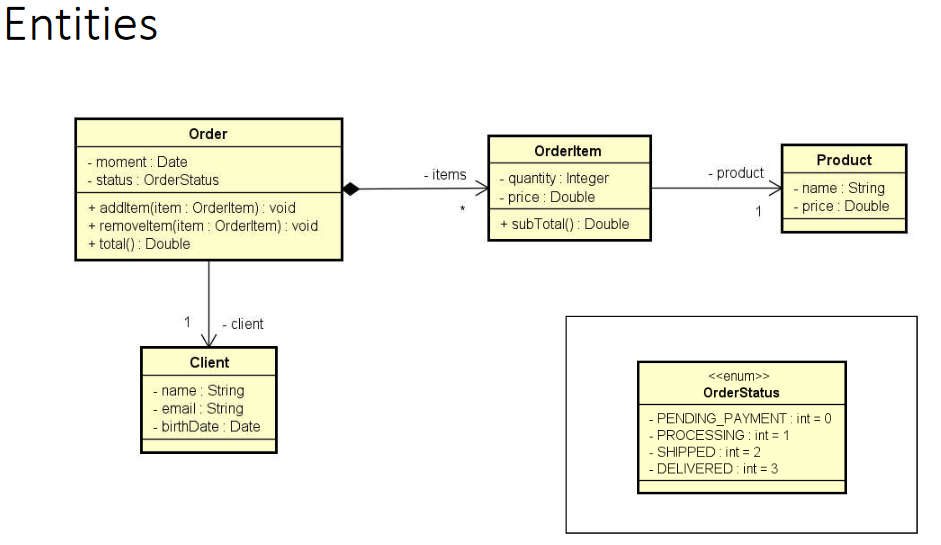 Entities
Order
- moment : Date
- status : OrderStatus
+ addItem(item : OrderItem) : void
+ removeItem(item : OrderItem) : void
+ total() : Double
- items
*
OrderItem
- quantity : Integer
- price : Double
+ subTotal() : Double
- product
1
Product
- name : String
- price : Double
1
- client
Client
- name : String
- email : String
- birthDate : Date
<<enum>>
OrderStatus
- PENDING_PAYMENT : int = 0
- PROCESSING : int = 1
- SHIPPED : int = 2
- DELIVERED : int = 3